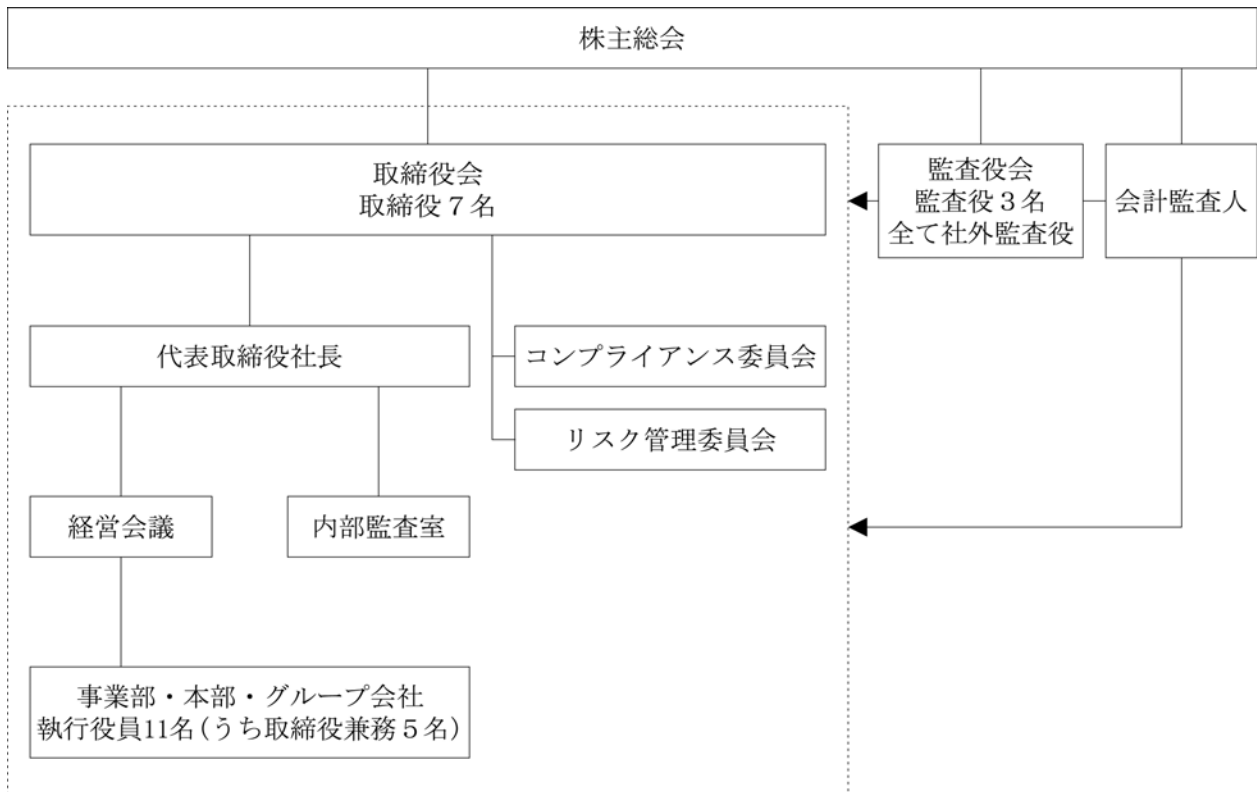 株主総会
取締役会
取締役７名
監査役会
監査役３名
全て社外監査役
会計監査人
代表取締役社長
コンプライアンス委員会
リスク管理委員会
経営会議
内部監査室
事業部・本部・グループ会社
執行役員11名（うち取締役兼務５名）